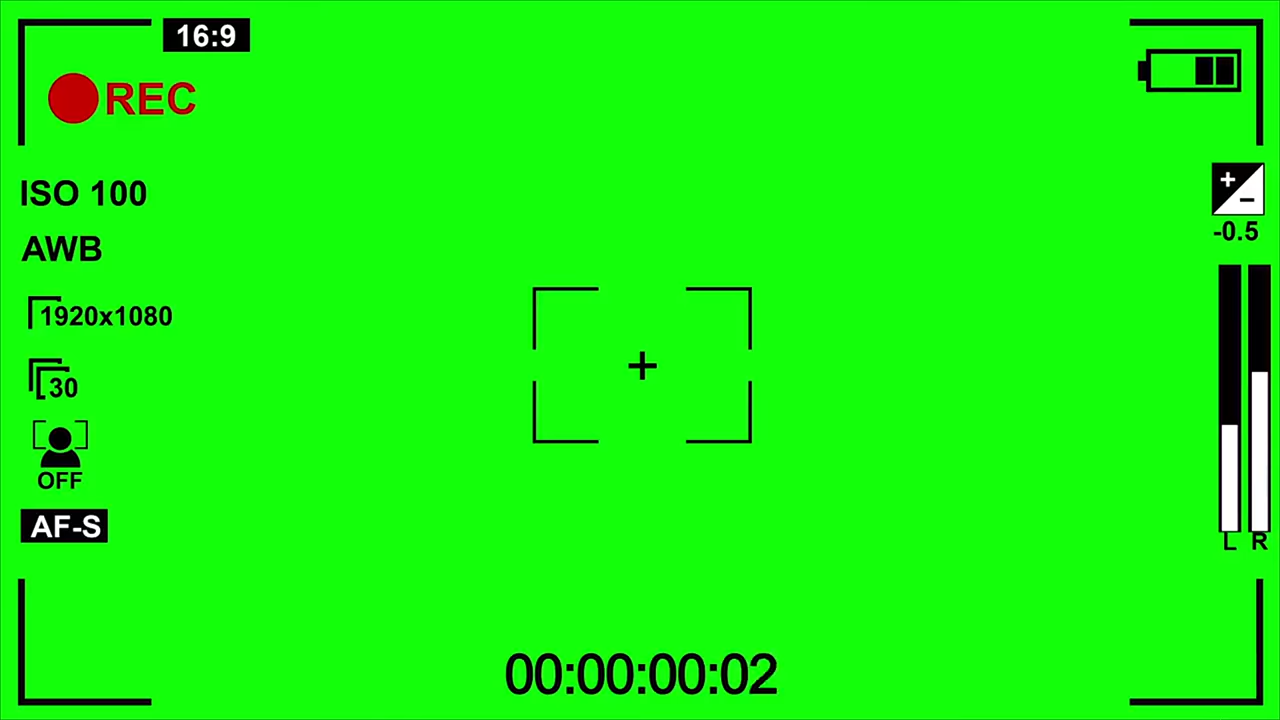 16:9
REC
ISO 100
AWB
1920x1080
30
OFF
AF-S
-0.5
L R
00:00:00:02